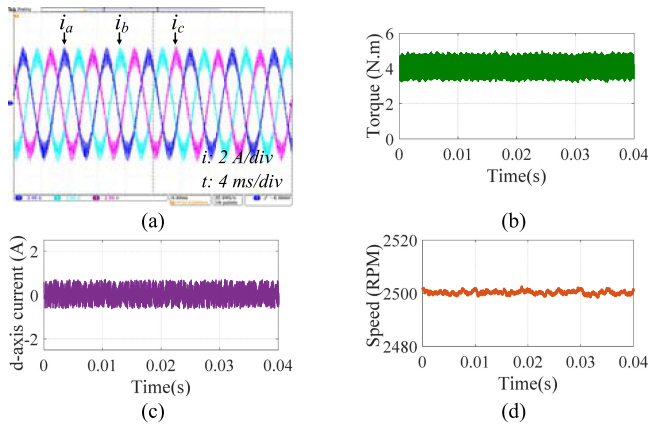 i_a i_b i_c
i: 2 A/div
t: 4 ms/div
(a)
Torque (N.m)
6
4
2
0
0 0.01 0.02 0.03 0.04
Time(s)
(b)
d-axis current (A)
2
0
-2
0 0.01 0.02 0.03 0.04
Time(s)
(c)
Speed (RPM)
2520
2500
2480
0 0.01 0.02 0.03 0.04
Time(s)
(d)